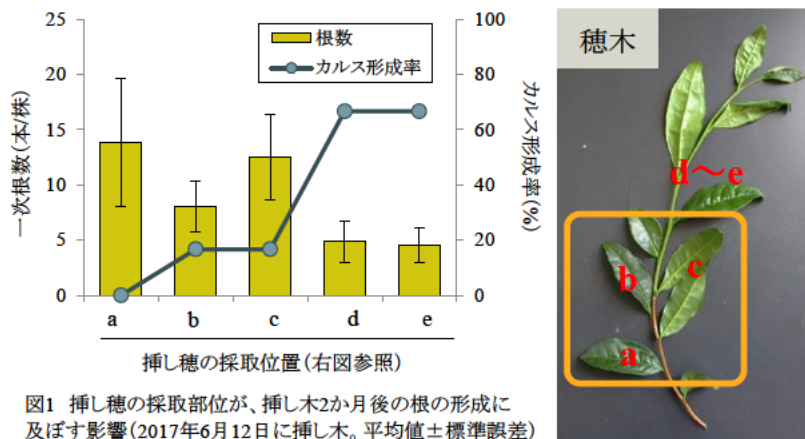 25
20
15
10
5
0
一次根数(本/株)
根数
カルス形成率
100
80
60
40
20
0
カルス形成率(%)
a b c d e
挿し穂の採取位置(右図参照)
図1 挿し穂の採取部位が、挿し木2か月後の根の形成に
及ぼす影響(2017年6月12日に挿し木。平均値±標準誤差)
穂木
d～e
b
c
a